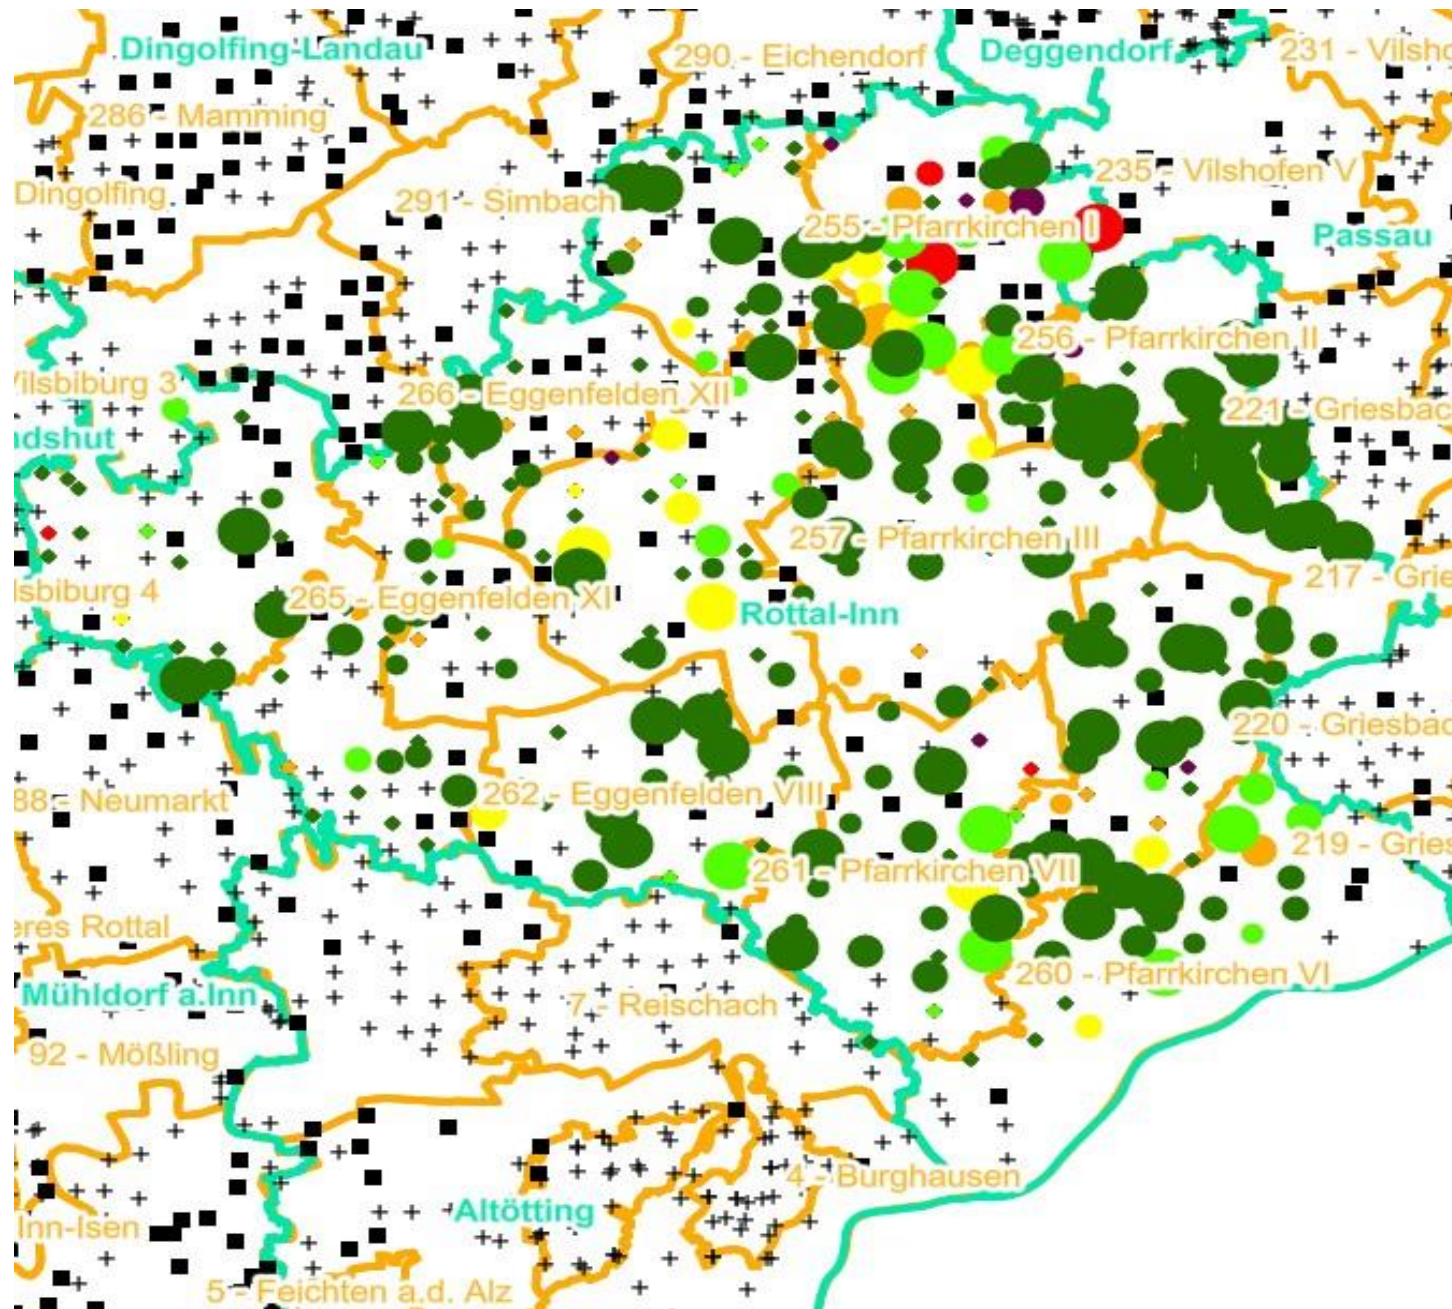 Dingolfing-Landau
290 - Eichendorf
Deggendorf
231 - Vilsho
286 - Mamming
235 - Vilshofen V
Dingolfing
291 - Simbach
255 - Pfarrkirchen I
Passau
256 - Pfarrkirchen II
Vilsbiburg 3
266 - Eggenfelden XII
221 - Griesbac
ndshut
257 - Pfarrkirchen III
217 - Grie
lsbiburg 4
265 - Eggenfelden XI
Rottal-Inn
220 - Griesbac
88 - Neumarkt
262 - Eggenfelden VIII
219 - Gries
261 - Pfarrkirchen VII
eres Rottal
260 - Pfarrkirchen VI
Mühldorf a.Inn
7 - Reischach
92 - Mößling
4 - Burghausen
Altötting
Inn-Isen
5 - Feichten a.d. Alz